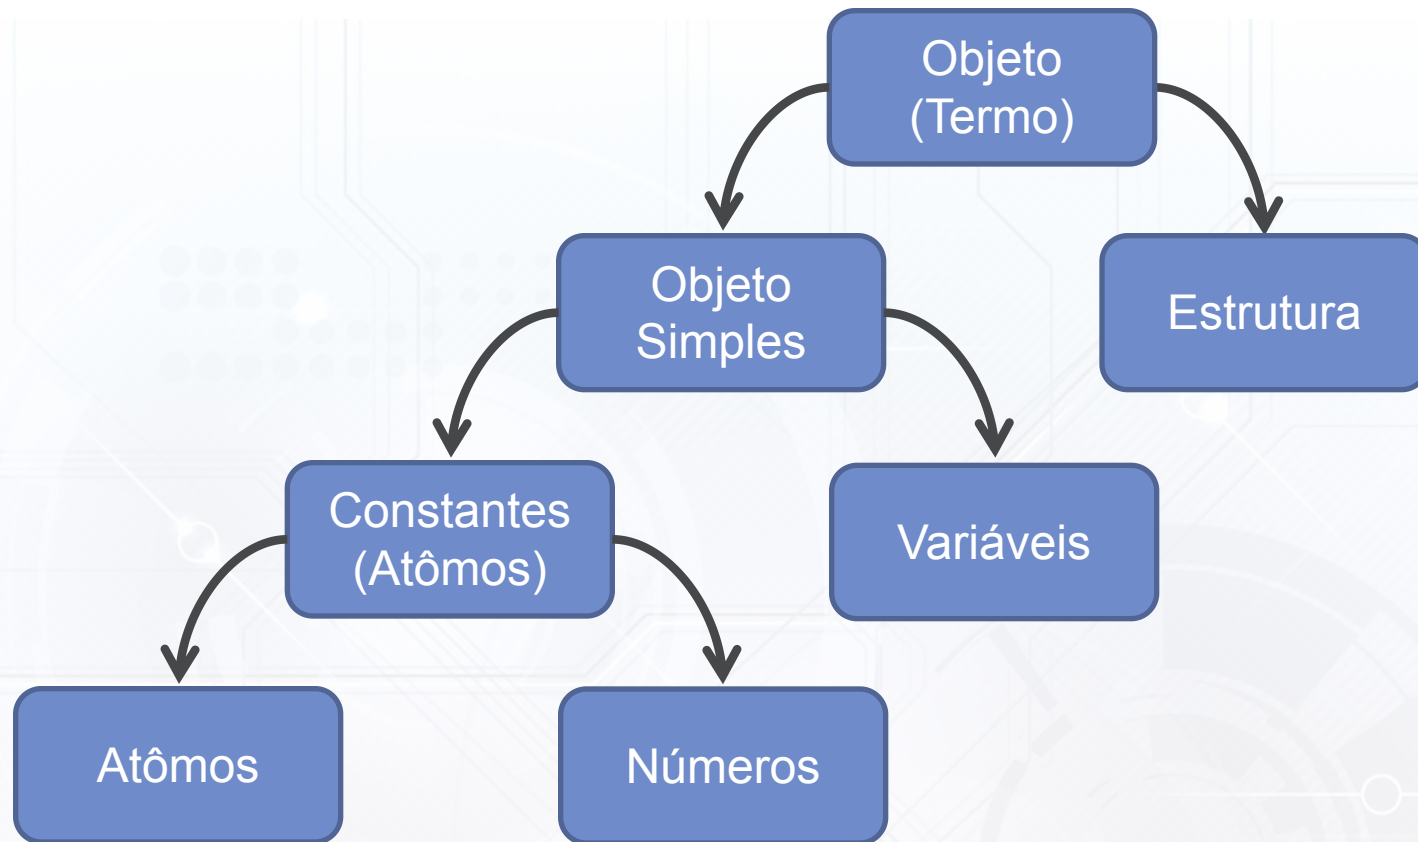 Objeto
(Termo)
Objeto
Simples
Estrutura
Constantes
(Atômos)
Variáveis
Atômos
Números